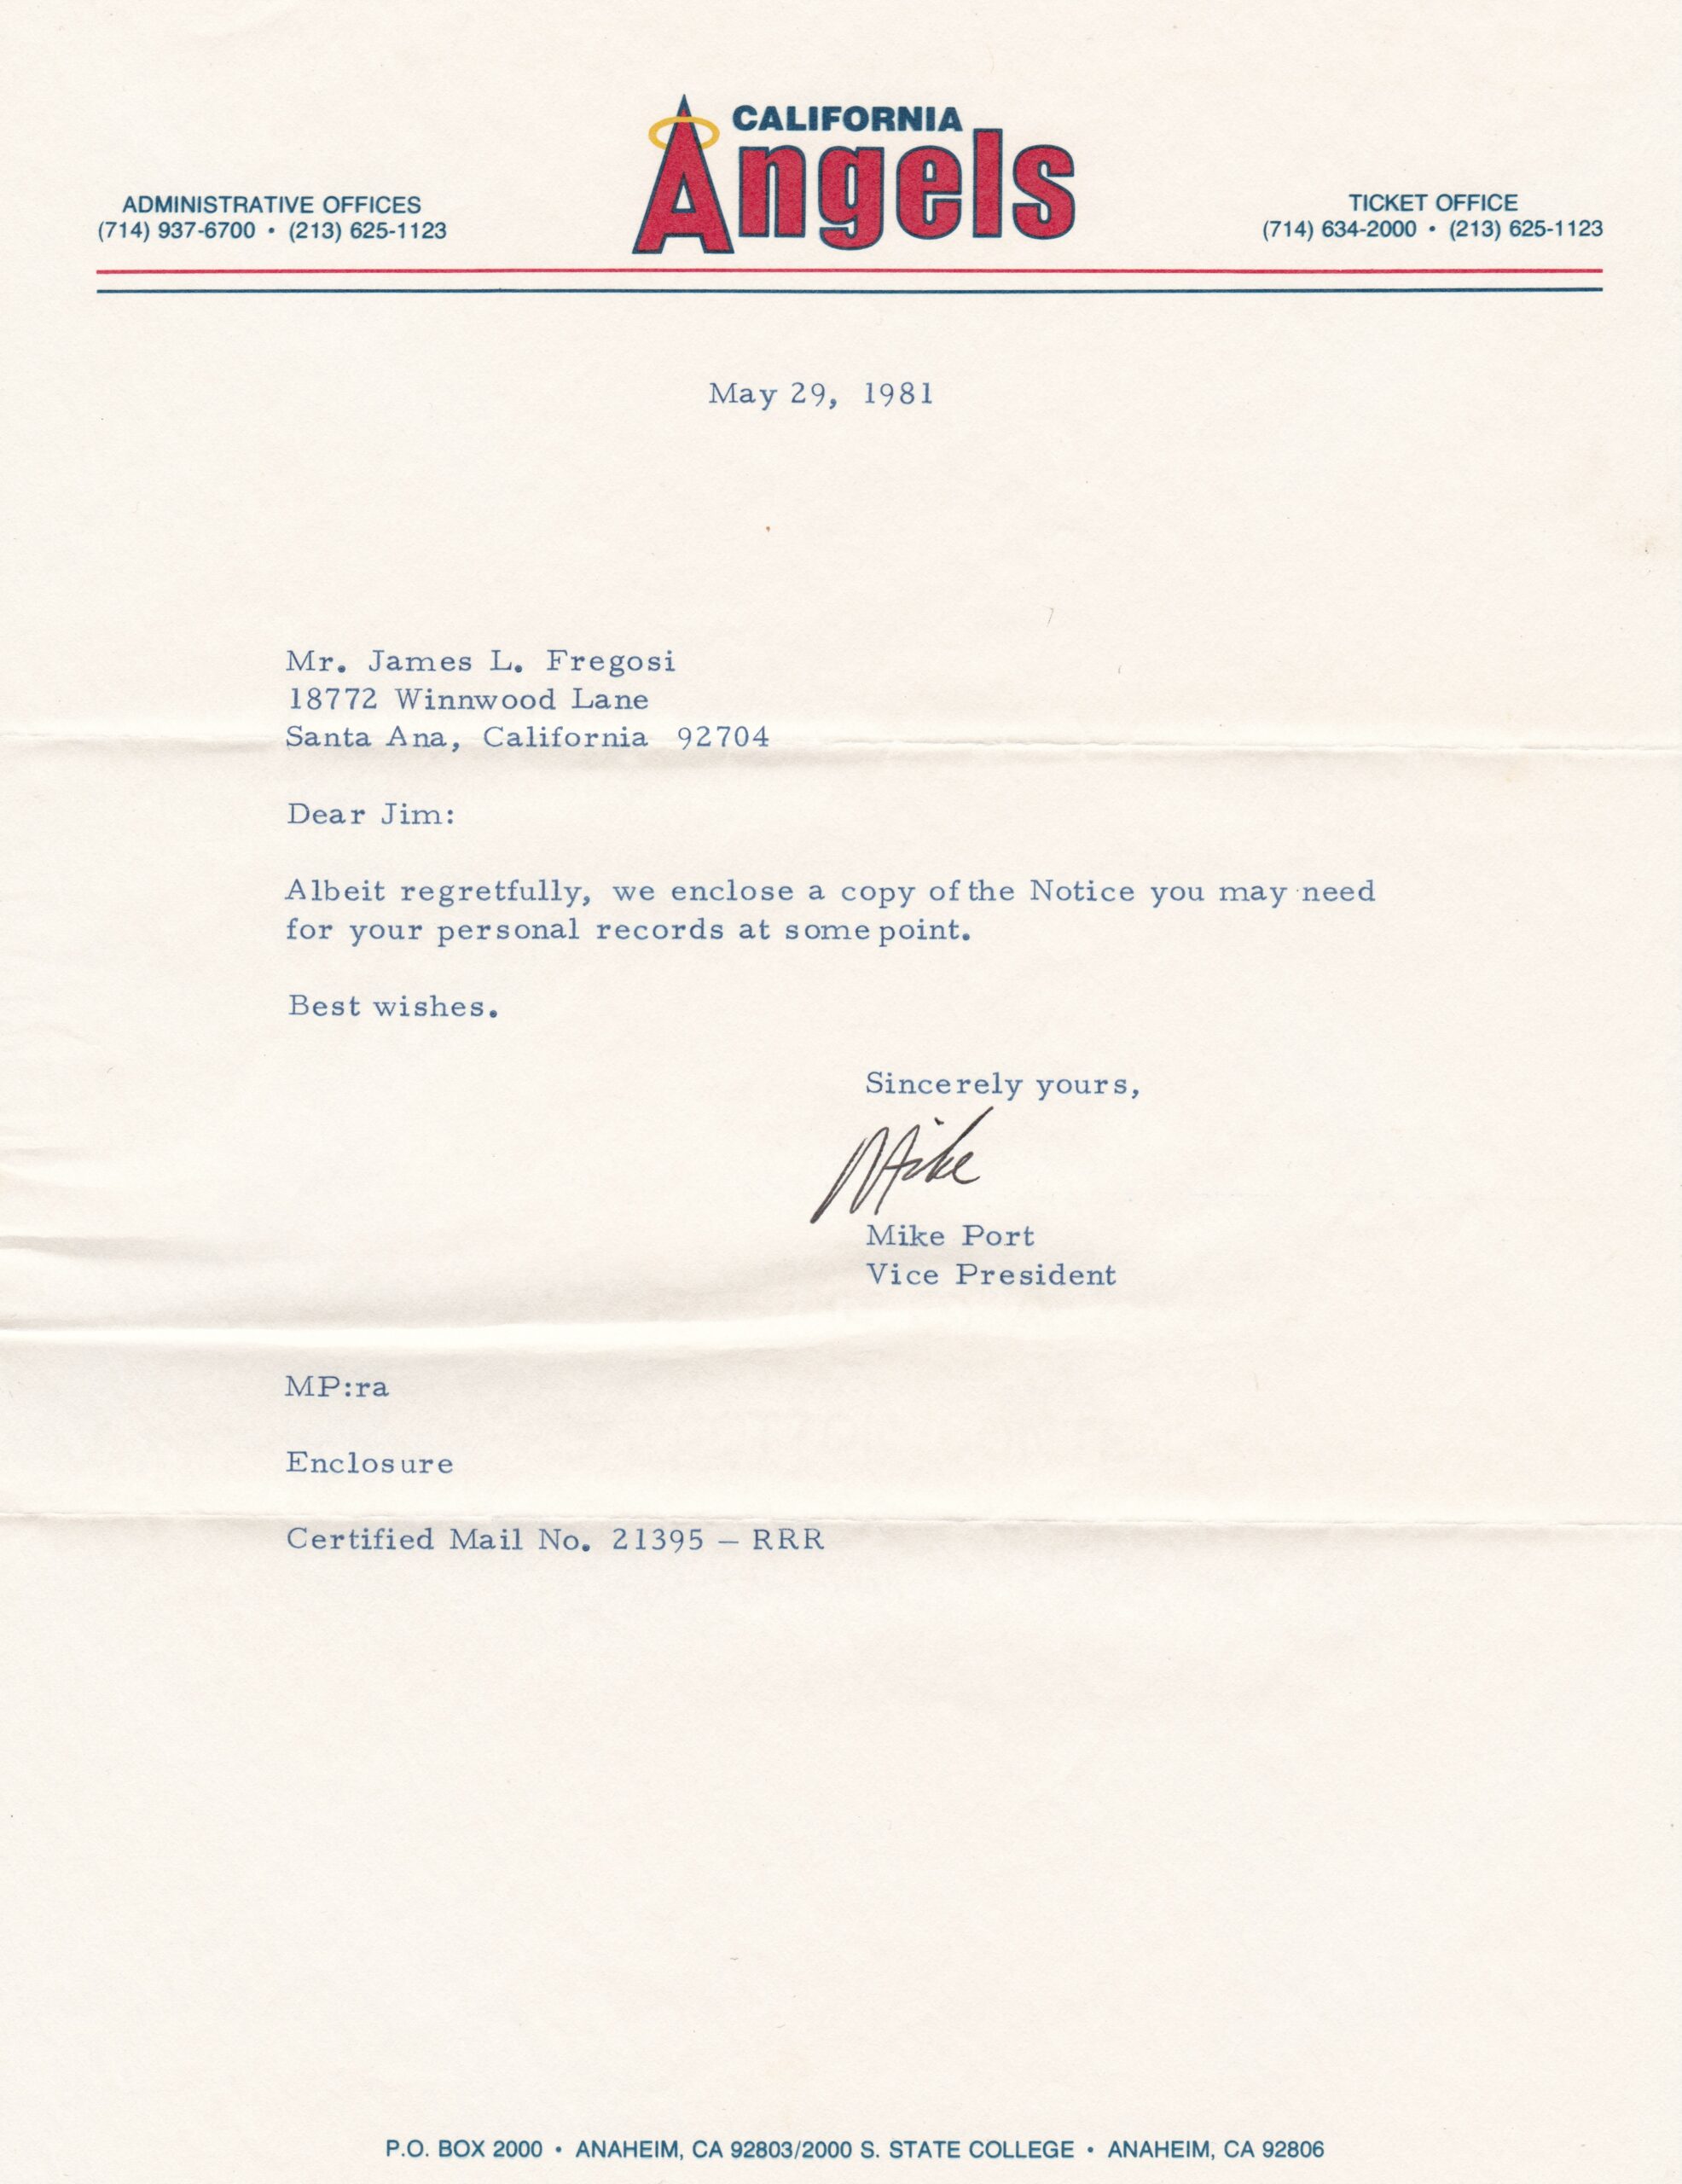 CALIFORNIA
Angels
ADMINISTRATIVE OFFICES
(714) 937-6700 • (213) 625-1123
TICKET OFFICE
(714) 634-2000 • (213) 625-1123
May 29, 1981
Mr. James L. Fregosi
18772 Winnwood Lane
Santa Ana, California 92704
Dear Jim:
Albeit regretfully, we enclose a copy of the Notice you may need
for your personal records at some point.
Best wishes.
Sincerely yours,
Mike
Mike Port
Vice President
MP:ra
Enclosure
Certified Mail No. 21395 – RRR
P.O. BOX 2000 • ANAHEIM, CA 92803/2000 S. STATE COLLEGE • ANAHEIM, CA 92806